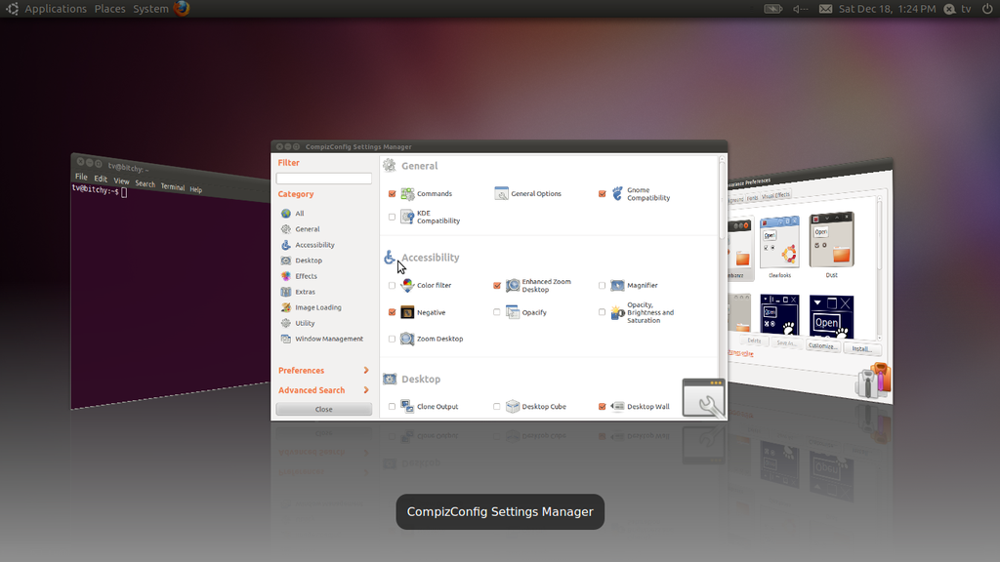 Applications Places System
Sat Dec 18, 1:24 PM tv
tv@bitchy: ~
File Edit View Search Terminal Help
tv@bitchy:~$
CompizConfig Settings Manager
Filter
Category
All
General
Accessibility
Desktop
Effects
Extras
Image Loading
Utility
Window Management
Preferences
Advanced Search
Close
General
Commands
General Options
Gnome
Compatibility
KDE
Compatibility
Accessibility
Color filter
Enhanced Zoom
Desktop
Magnifier
Negative
Opacify
Opacity,
Brightness and
Saturation
Zoom Desktop
Desktop
Clone Output
Desktop Cube
Desktop Wall
Preferences
Fonts Visual Effects
Open
Open
Clearlooks
Dust
Open
Open
Delete
Customize...
Install...
CompizConfig Settings Manager